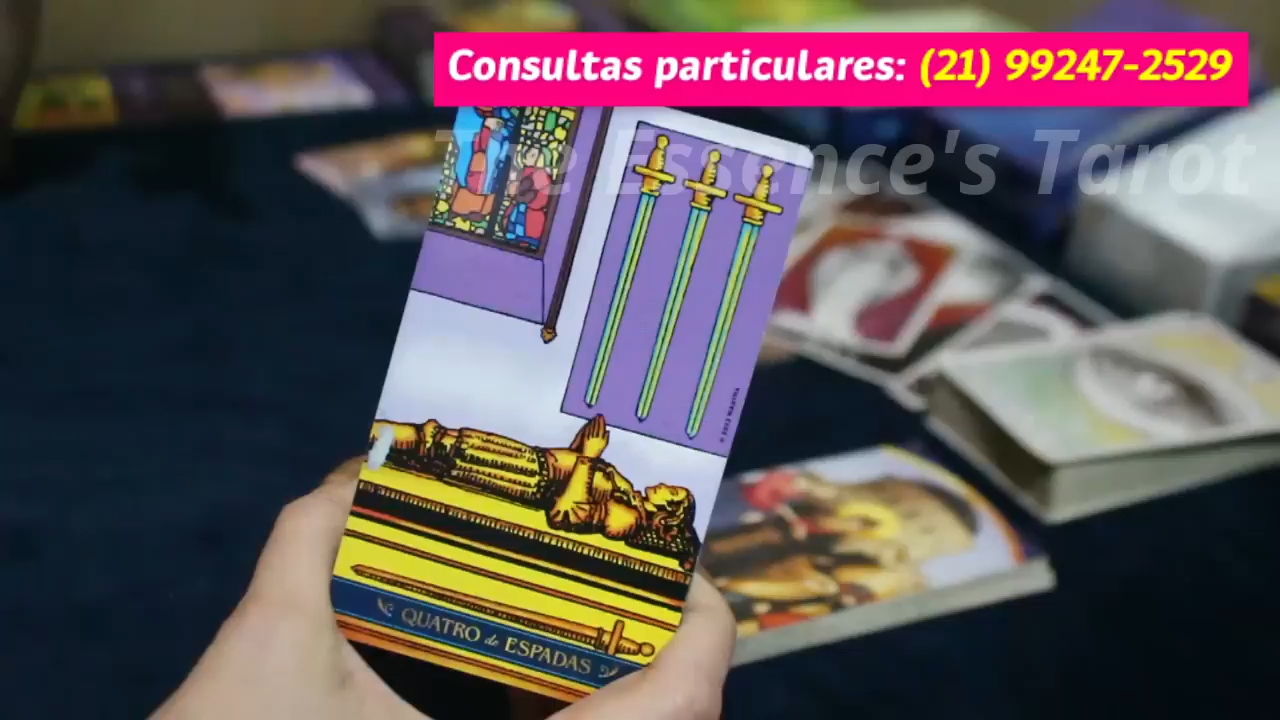 Consultas particulares: (21) 99247-2529
The Essence's Tarot
QUATRO de ESPADAS